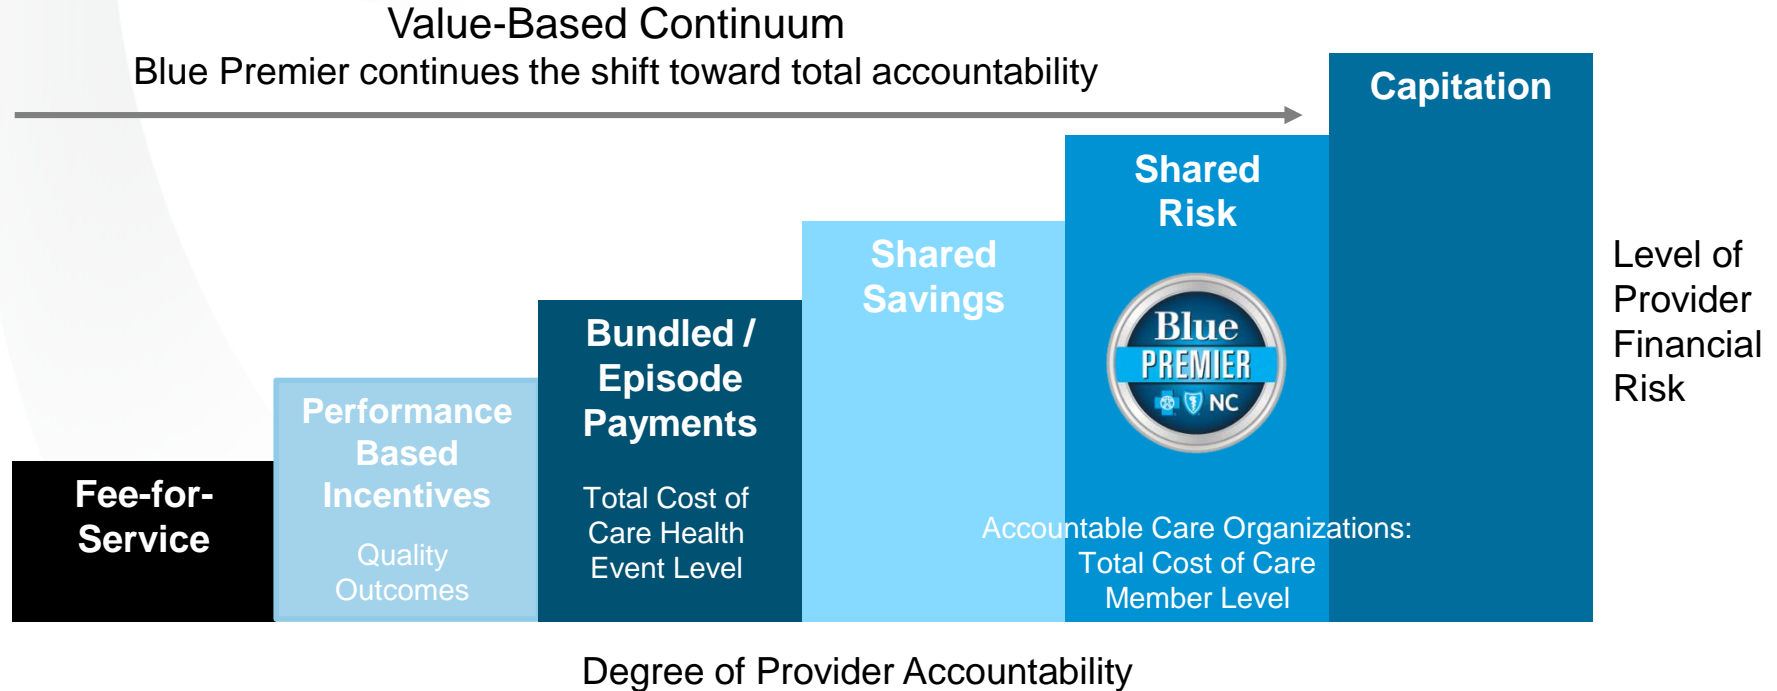 Value-Based Continuum
Blue Premier continues the shift toward total accountability
Fee-for-
Service
Performance
Based
Incentives
Quality
Outcomes
Bundled /
Episode
Payments
Total Cost of
Care Health
Event Level
Shared
Savings
Shared
Risk
Blue
PREMIER
NC
Accountable Care Organizations:
Total Cost of Care
Member Level
Capitation
Level of
Provider
Financial
Risk
Degree of Provider Accountability